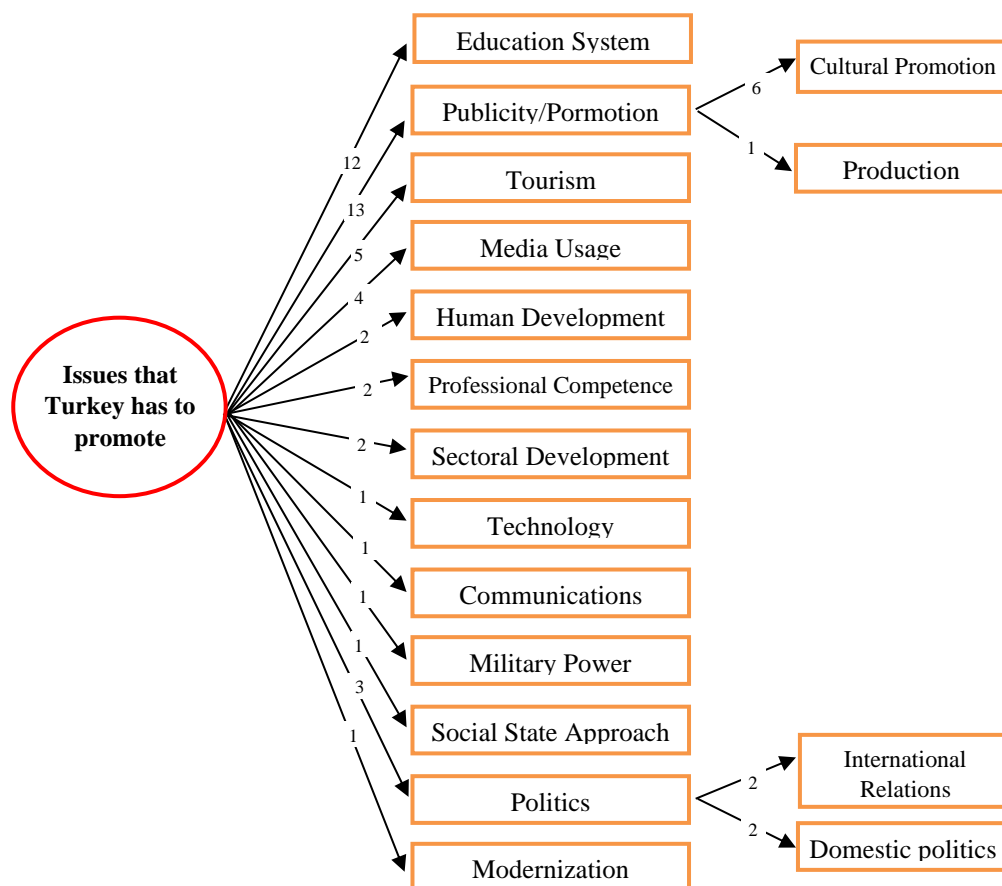 Education System
Cultural Promotion
6
Publicity/Pormotion
1
12
Production
Tourism
13
Media Usage
5
4
Human Development
2
Issues that
Turkey has to
promote
Professional Competence
2
2
Sectoral Development
1
Technology
1
Communications
1
Military Power
1
3
Social State Approach
1
International
Relations
2
Politics
2
Domestic politics
Modernization